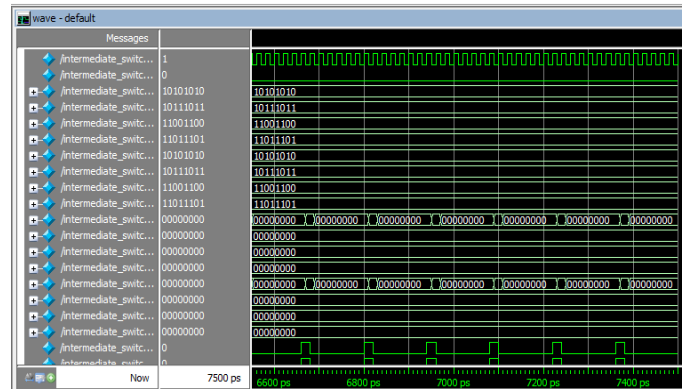 wave - default
Messages
/intermediate_switc... 1
/intermediate_switc... 0
/intermediate_switc... 10101010 10101010
/intermediate_switc... 10111011 10111011
/intermediate_switc... 11001100 11001100
/intermediate_switc... 11011101 11011101
/intermediate_switc... 10101010 10101010
/intermediate_switc... 10111011 10111011
/intermediate_switc... 11001100 11001100
/intermediate_switc... 11011101 11011101
/intermediate_switc... 00000000 00000000 00000000 00000000 00000000 00000000 00000000 00000000
/intermediate_switc... 00000000 00000000
/intermediate_switc... 00000000 00000000
/intermediate_switc... 00000000 00000000
/intermediate_switc... 00000000 00000000 00000000 00000000 00000000 00000000 00000000 00000000
/intermediate_switc... 00000000 00000000
/intermediate_switc... 00000000 00000000
/intermediate_switc... 00000000 00000000
/intermediate_switc... 0
Now 7500 ps 6600 ps 6800 ps 7000 ps 7200 ps 7400 ps